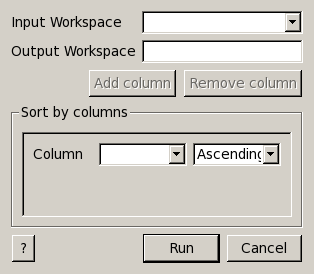 Input Workspace
Output Workspace
Add column Remove column
Sort by columns
Column Ascending
? Run Cancel